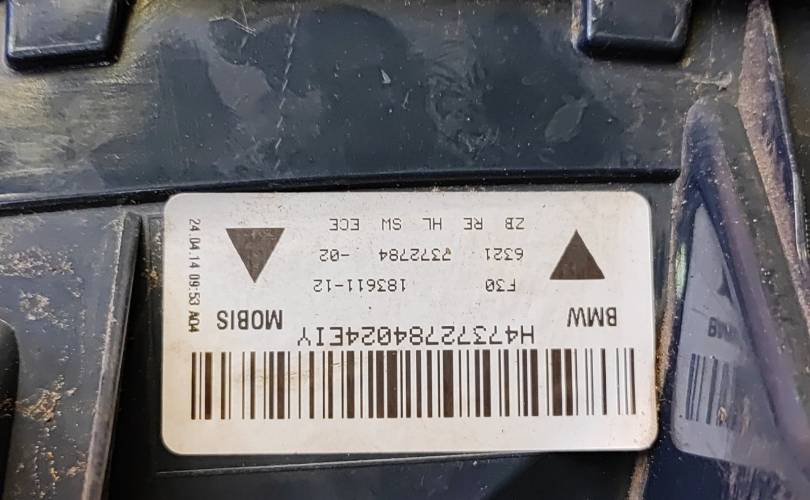 H47372784024EIY
BMW MOBIS
F30 183611-12
6321 7372784 -02
ZB RE HL SW ECE
24.04.14 09:53 A04